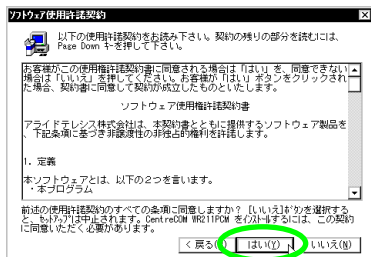 ソフトウェア使用許諾契約
以下の使用許諾契約をお読み下さい。契約の残りの部分を読むには、
Page Down キーを押して下さい。
お客様がこの使用権許諾契約書に同意される場合は「はい」を、同意できない
場合は「いいえ」を押してください。お客様が「はい」ボタンをクリックされ
た場合、契約書に同意して契約が成立したものといたします。
ソフトウェア使用権許諾契約書
アライドテレシス株式会社は、本契約書とともに提供するソフトウェア製品を
、下記条項に基づき非譲渡性の非独占的権利を許諾します。
1. 定義
本ソフトウェアとは、以下の2つを言います。
・本プログラム
前述の使用許諾契約のすべての条項に同意しますか? [いいえ]ボタンを選択する
と、セットアップは中止されます。CentreCOM WR211PCM をインストールするには、この契約
に同意いただく必要があります。
< 戻る(B)
はい(Y)
いいえ(N)